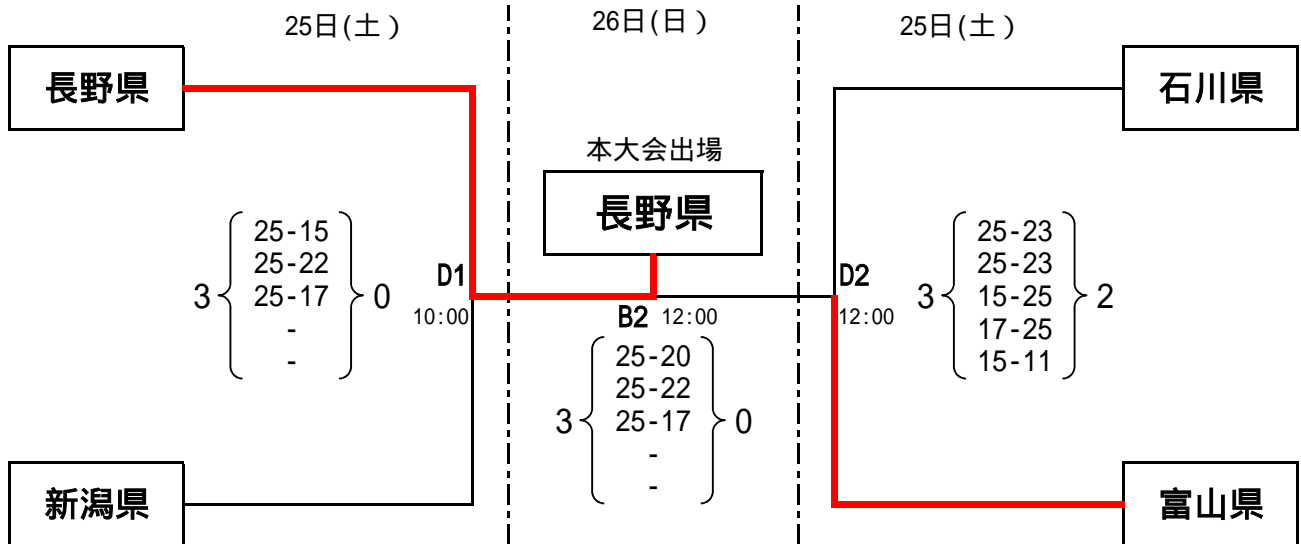 25日(土)
26日(日)
25日(土)
長野県
石川県
本大会出場
長野県
25-15
25-22
3 25-17 0
-
-
D1
10:00
B2 12:00
25-20
25-22
3 25-17 0
-
-
D2
12:00
25-23
25-23
3 15-25 2
17-25
15-11
新潟県
富山県